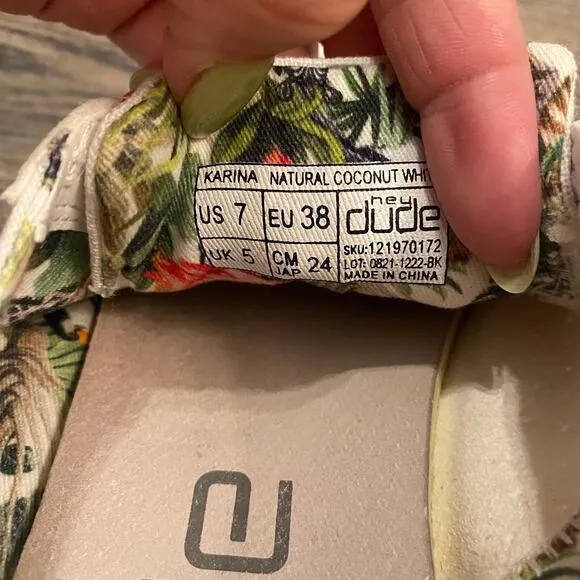 KARINA NATURAL COCONUT WHIT
US 7 EU 38 hey dude
UK 5 CM JAP 24
SKU:121970172
LOT: 0821-1222-BK
MADE IN CHINA